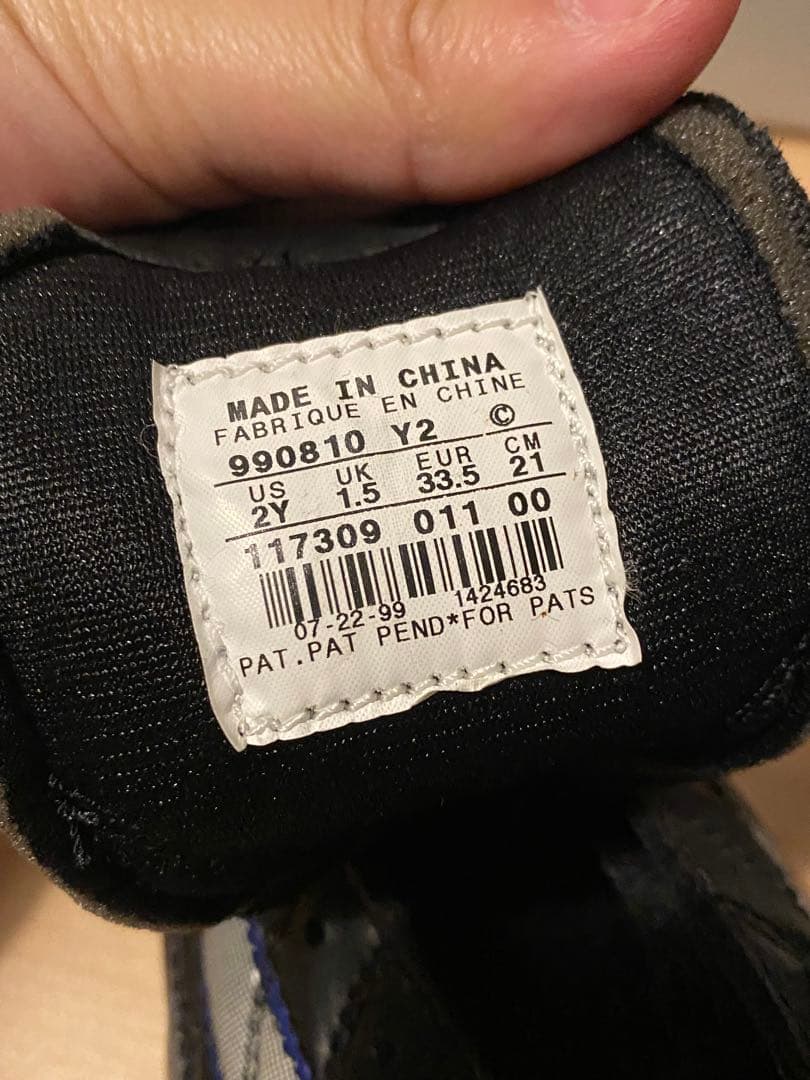 MADE IN CHINA
FABRIQUE EN CHINE
990810 Y2 ©
US UK EUR CM
2Y 1.5 33.5 21
117309 011 00
07-22-99 1424683
PAT.PAT PEND*FOR PATS